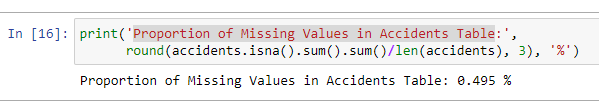 In [16]: print('Proportion of Missing Values in Accidents Table:',
round(accidents.isna().sum().sum()/len(accidents), 3), '%')
Proportion of Missing Values in Accidents Table: 0.495 %